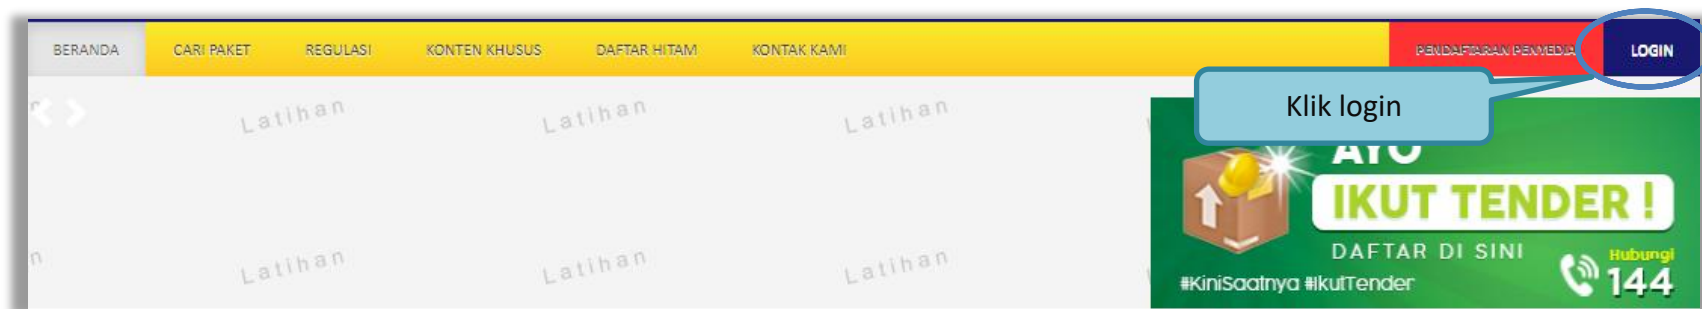 BERANDA CARI PAKET REGULASI KONTEN KHUSUS DAFTAR HITAM KONTAK KAMI PENDAFTARAN PENYEDIA LOGIN
Klik login
Latihan Latihan Latihan
AYO
IKUT TENDER !
DAFTAR DI SINI
Hubungi
144
#KiniSaatnya #IkutTender
n Latihan Latihan Latihan